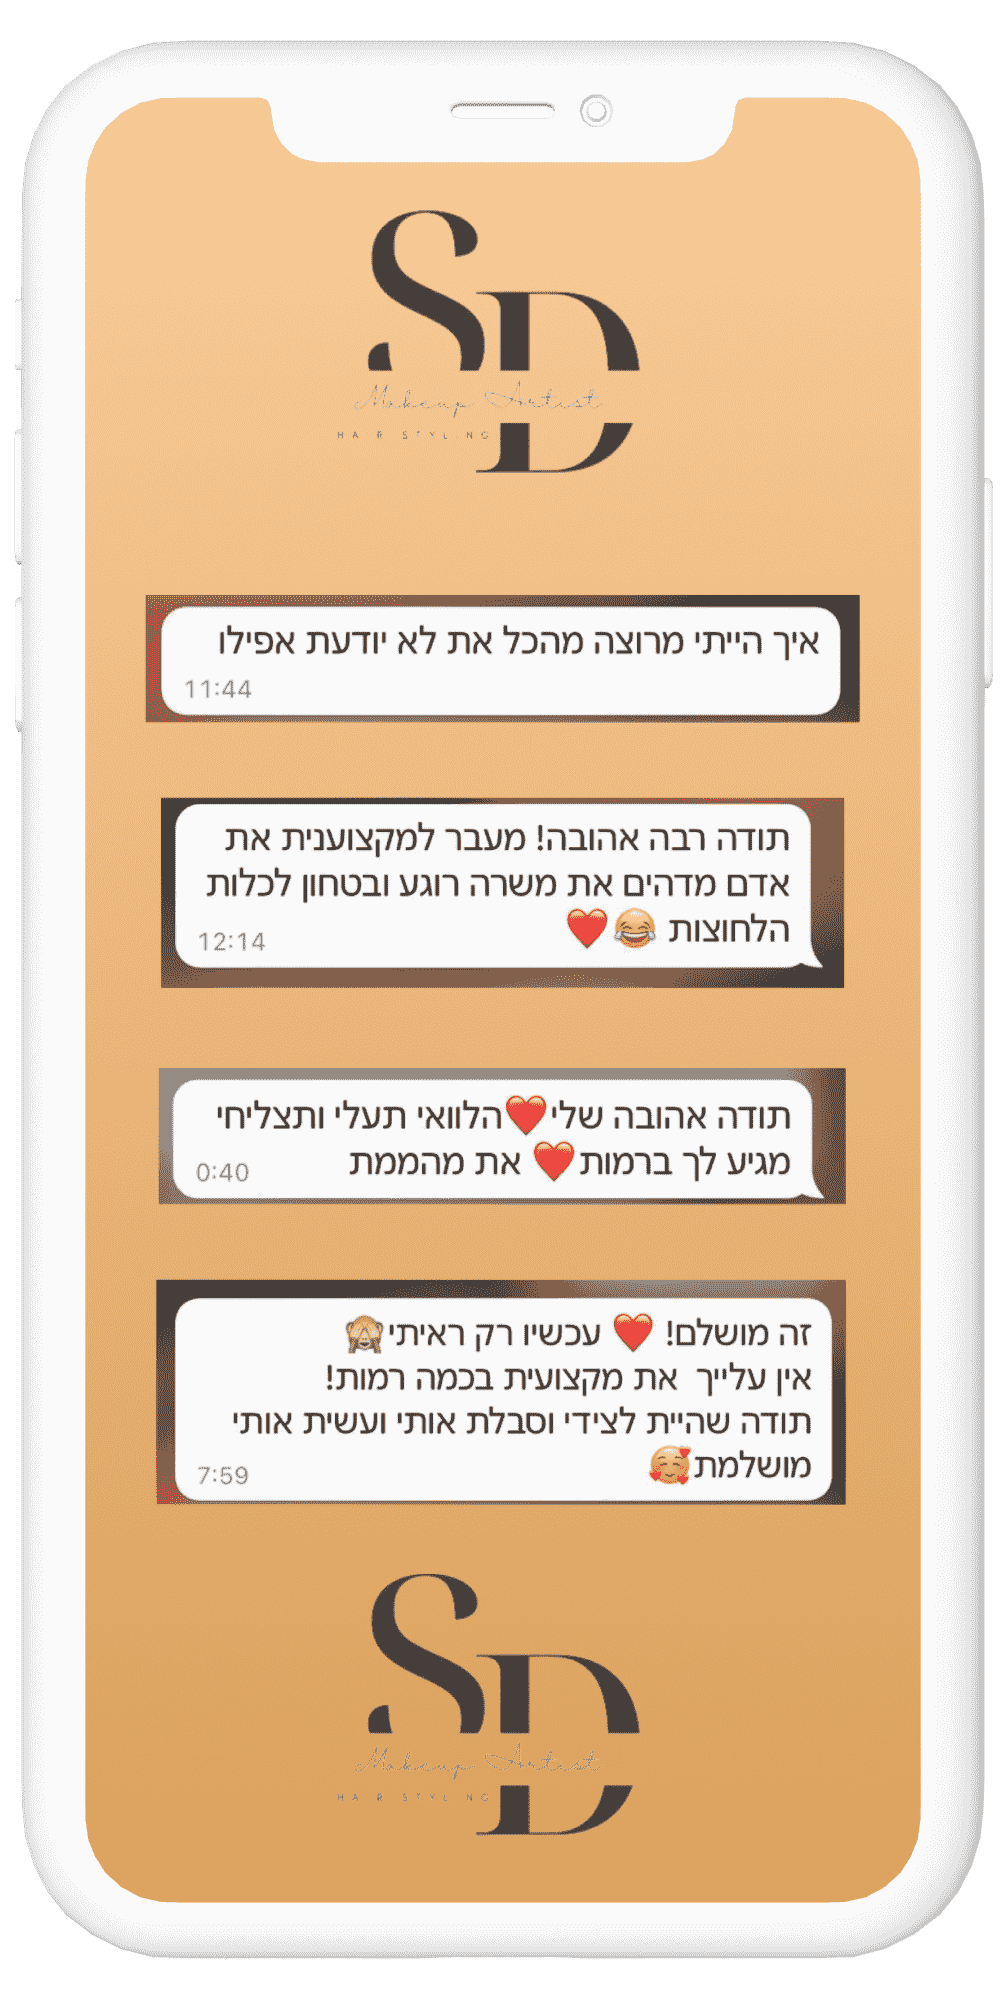 SD
Makeup Artist
HAIR STYLING
איך הייתי מרוצה מהכל את לא יודעת אפילו
11:44
תודה רבה אהובה! מעבר למקצוענית את
אדם מדהים את משרה רוגע ובטחון לכלות
הלחוצות 😂❤️
12:14
תודה אהובה שלי❤️הלוואי תעלי ותצליחי
מגיע לך ברמות❤️ את מהממת
0:40
זה מושלם! ❤️ עכשיו רק ראיתי🙈
אין עלייך  את מקצועית בכמה רמות!
תודה שהיית לצידי וסבלת אותי ועשית אותי
מושלמת🥰
7:59
SD
Makeup Artist
HAIR STYLING